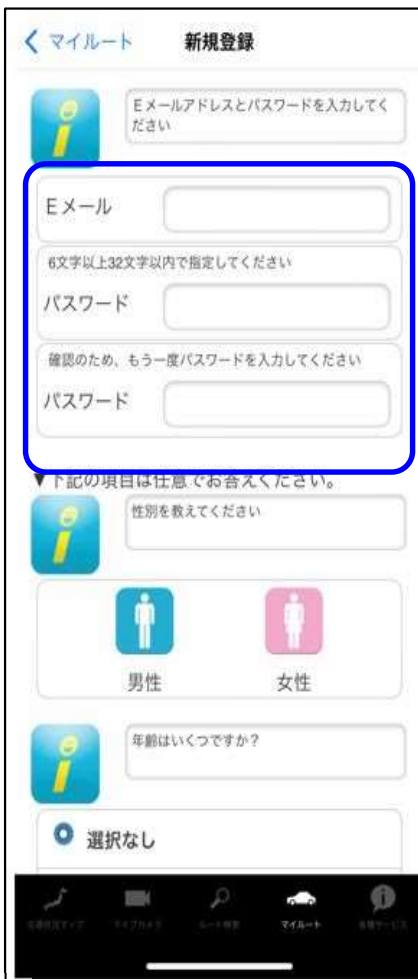 マイルート 新規登録
Eメールアドレスとパスワードを入力してく
ださい
Eメール
6文字以上32文字以内で指定してください
パスワード
確認のため、もう一度パスワードを入力してください
パスワード
▼下記の項目は任意でお答えください。
性別を教えてください
男性 女性
年齢はいくつですか？
選択なし
マイルート